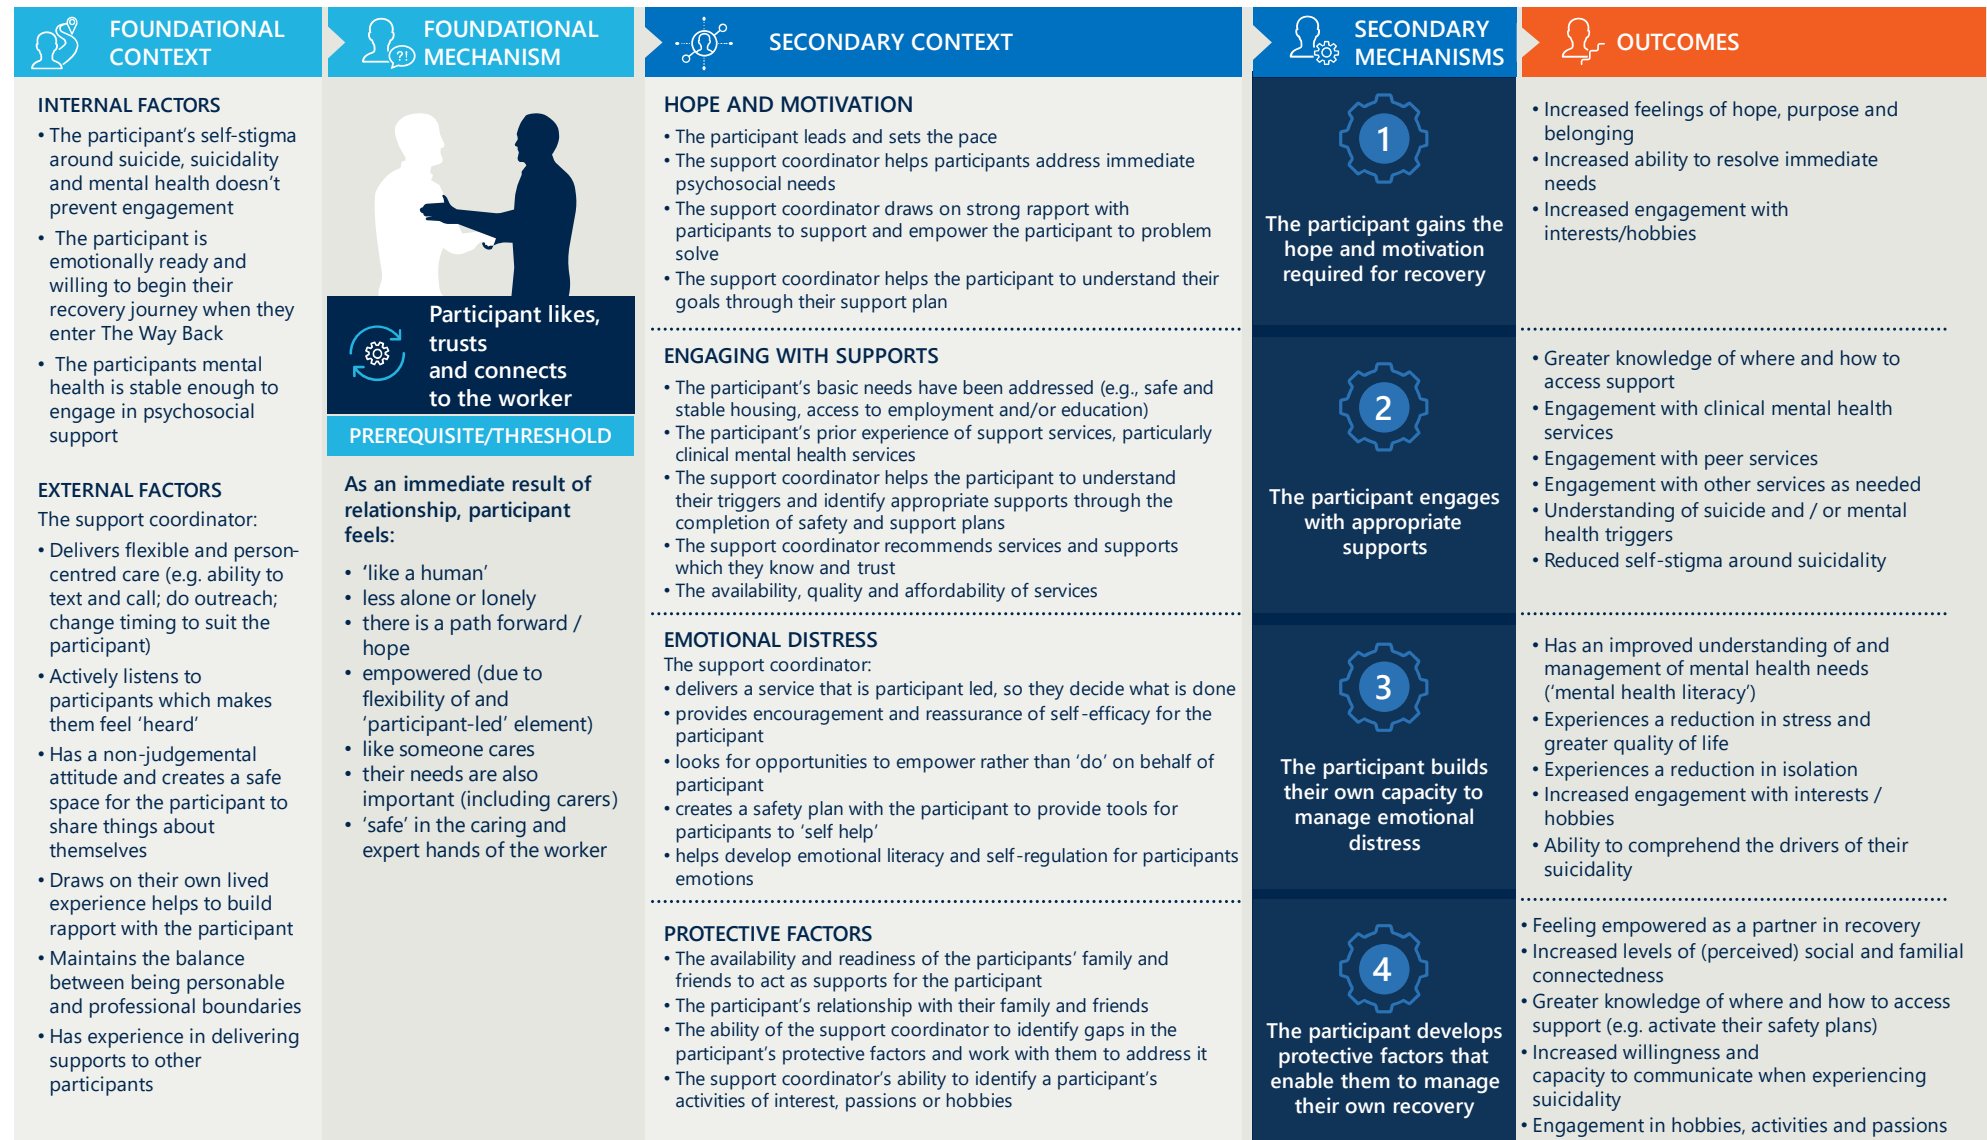 FOUNDATIONAL
CONTEXT
INTERNAL FACTORS
• The participant's self-stigma
around suicide, suicidality
and mental health doesn't
prevent engagement
• The participant is
emotionally ready and
willing to begin their
recovery journey when they
enter The Way Back
• The participants mental
health is stable enough to
engage in psychosocial
support
EXTERNAL FACTORS
The support coordinator:
• Delivers flexible and person-
centred care (e.g. ability to
text and call; do outreach;
change timing to suit the
participant)
• Actively listens to
participants which makes
them feel 'heard'
• Has a non-judgemental
attitude and creates a safe
space for the participant to
share things about
themselves
• Draws on their own lived
experience helps to build
rapport with the participant
• Maintains the balance
between being personable
and professional boundaries
• Has experience in delivering
supports to other
participants
?!
FOUNDATIONAL
MECHANISM
Participant likes,
trusts
and connects
to the worker
PREREQUISITE/THRESHOLD
As an immediate result of
relationship, participant
feels:
• 'like a human'
• less alone or lonely
• there is a path forward /
hope
• empowered (due to
flexibility of and
'participant-led' element)
• like someone cares
• their needs are also
important (including carers)
• 'safe' in the caring and
expert hands of the worker
SECONDARY CONTEXT
HOPE AND MOTIVATION
• The participant leads and sets the pace
• The support coordinator helps participants address immediate
psychosocial needs
• The support coordinator draws on strong rapport with
participants to support and empower the participant to problem
solve
• The support coordinator helps the participant to understand their
goals through their support plan
ENGAGING WITH SUPPORTS
• The participant's basic needs have been addressed (e.g., safe and
stable housing, access to employment and/or education)
• The participant's prior experience of support services, particularly
clinical mental health services
• The support coordinator helps the participant to understand
their triggers and identify appropriate supports through the
completion of safety and support plans
• The support coordinator recommends services and supports
which they know and trust
• The availability, quality and affordability of services
EMOTIONAL DISTRESS
The support coordinator:
• delivers a service that is participant led, so they decide what is done
• provides encouragement and reassurance of self-efficacy for the
participant
• looks for opportunities to empower rather than 'do' on behalf of
participant
• creates a safety plan with the participant to provide tools for
participants to 'self help'
• helps develop emotional literacy and self-regulation for participants
emotions
PROTECTIVE FACTORS
• The availability and readiness of the participants' family and
friends to act as supports for the participant
• The participant's relationship with their family and friends
• The ability of the support coordinator to identify gaps in the
participant's protective factors and work with them to address it
• The support coordinator's ability to identify a participant's
activities of interest, passions or hobbies
SECONDARY
MECHANISMS
1
The participant gains the
hope and motivation
required for recovery
2
The participant engages
with appropriate
supports
3
The participant builds
their own capacity to
manage emotional
distress
4
The participant develops
protective factors that
enable them to manage
their own recovery
OUTCOMES
• Increased feelings of hope, purpose and
belonging
• Increased ability to resolve immediate
needs
• Increased engagement with
interests/hobbies
• Greater knowledge of where and how to
access support
• Engagement with clinical mental health
services
• Engagement with peer services
• Engagement with other services as needed
• Understanding of suicide and / or mental
health triggers
• Reduced self-stigma around suicidality
• Has an improved understanding of and
management of mental health needs
('mental health literacy')
• Experiences a reduction in stress and
greater quality of life
• Experiences a reduction in isolation
• Increased engagement with interests /
hobbies
• Ability to comprehend the drivers of their
suicidality
• Feeling empowered as a partner in recovery
• Increased levels of (perceived) social and familial
connectedness
• Greater knowledge of where and how to access
support (e.g. activate their safety plans)
• Increased willingness and
capacity to communicate when experiencing
suicidality
• Engagement in hobbies, activities and passions